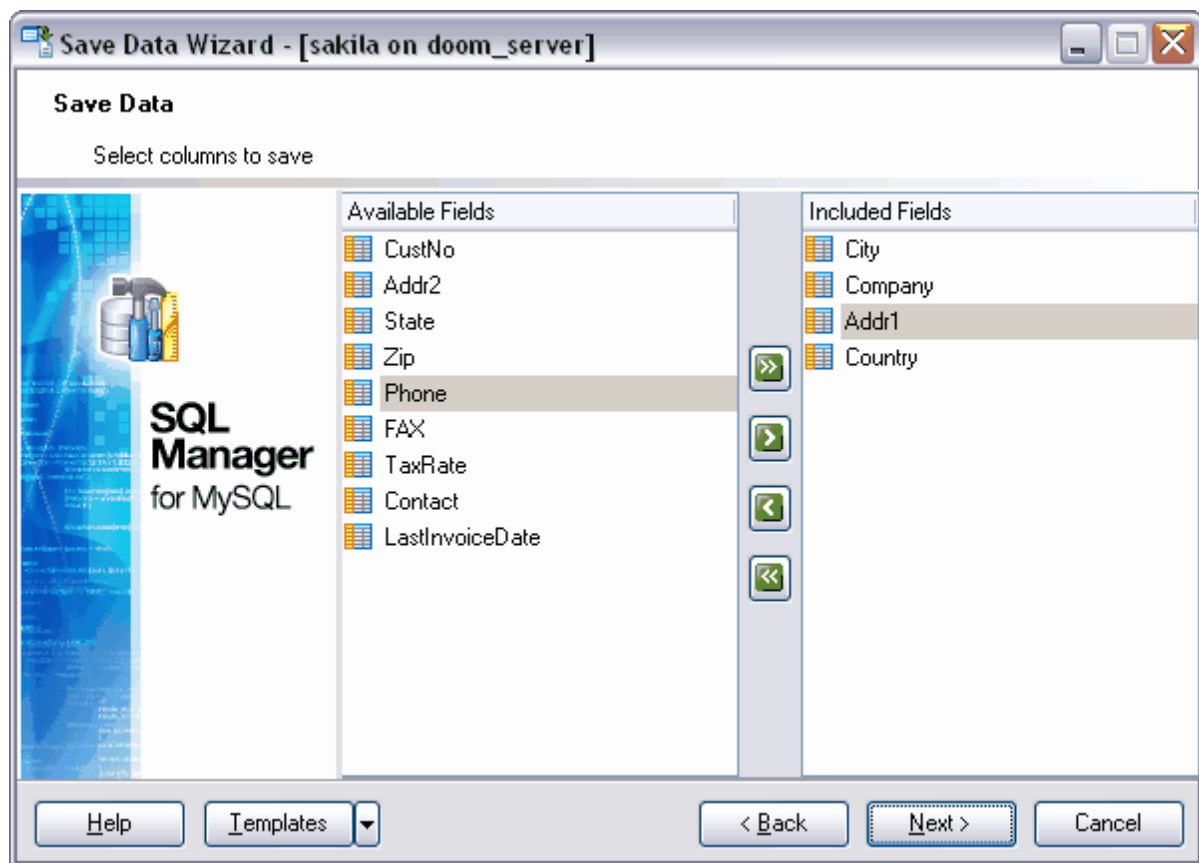 Save Data Wizard - [sakila on doom_server]
Save Data
Select columns to save
SQL
Manager
for MySQL
Available Fields
CustNo
Addr2
State
Zip
Phone
FAX
TaxRate
Contact
LastInvoiceDate
Included Fields
City
Company
Addr1
Country
Help
Templates
< Back
Next >
Cancel